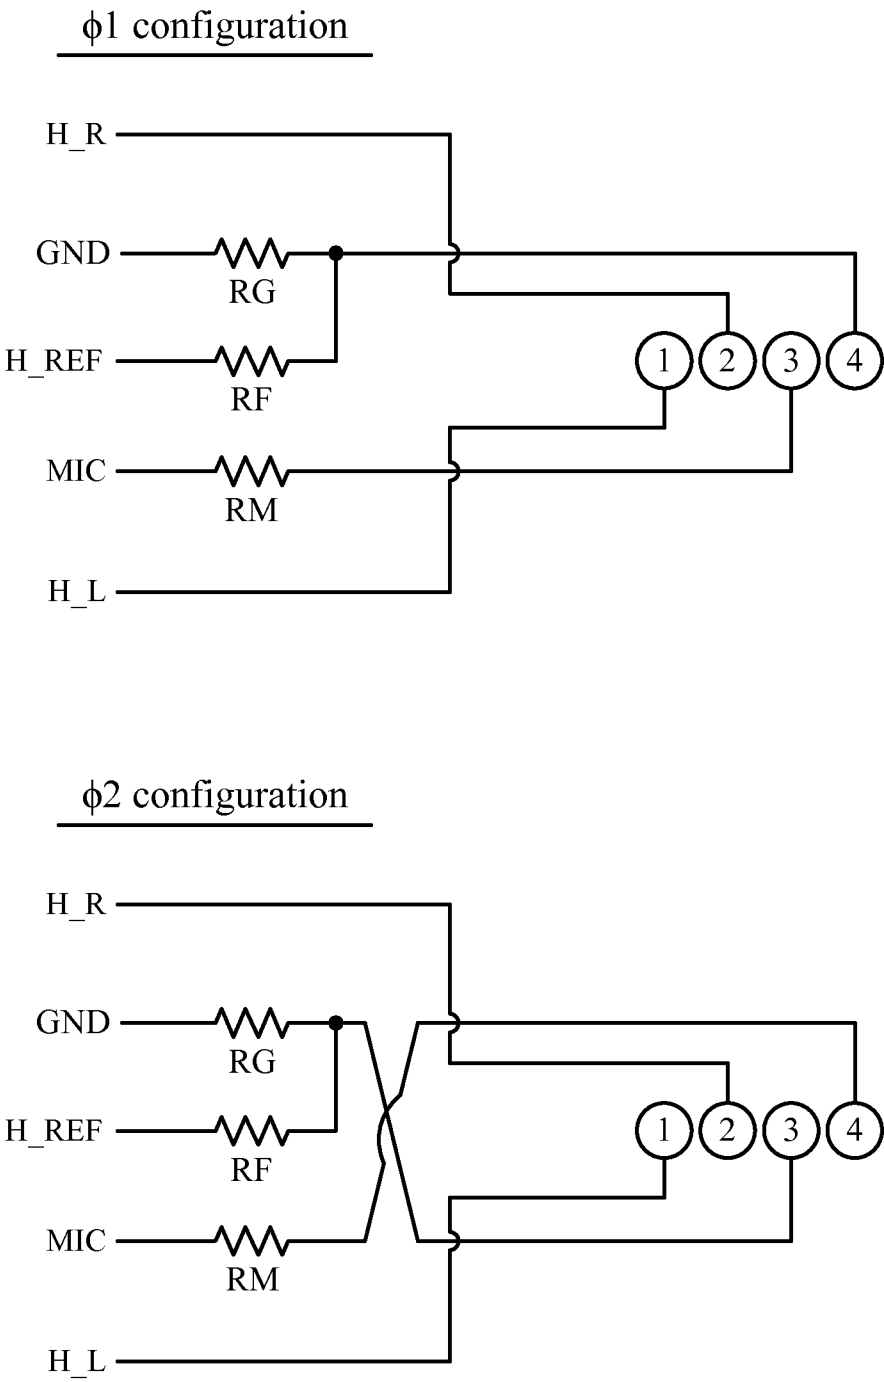 ϕ1 configuration
H_R
GND
RG
H_REF
1 2 3 4
RF
MIC
RM
H_L
ϕ2 configuration
H_R
GND
RG
H_REF
1 2 3 4
RF
MIC
RM
H_L